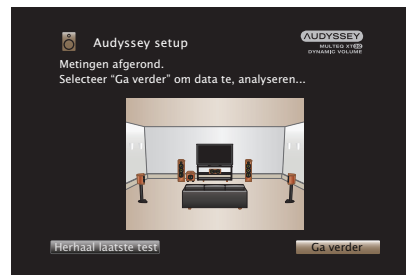 Audyssey setup
AUDYSSEY
MULTEQ XT32
DYNAMIC VOLUME
Metingen afgerond.
Selecteer “Ga verder” om data te, analyseren...
Herhaal laatste test
Ga verder